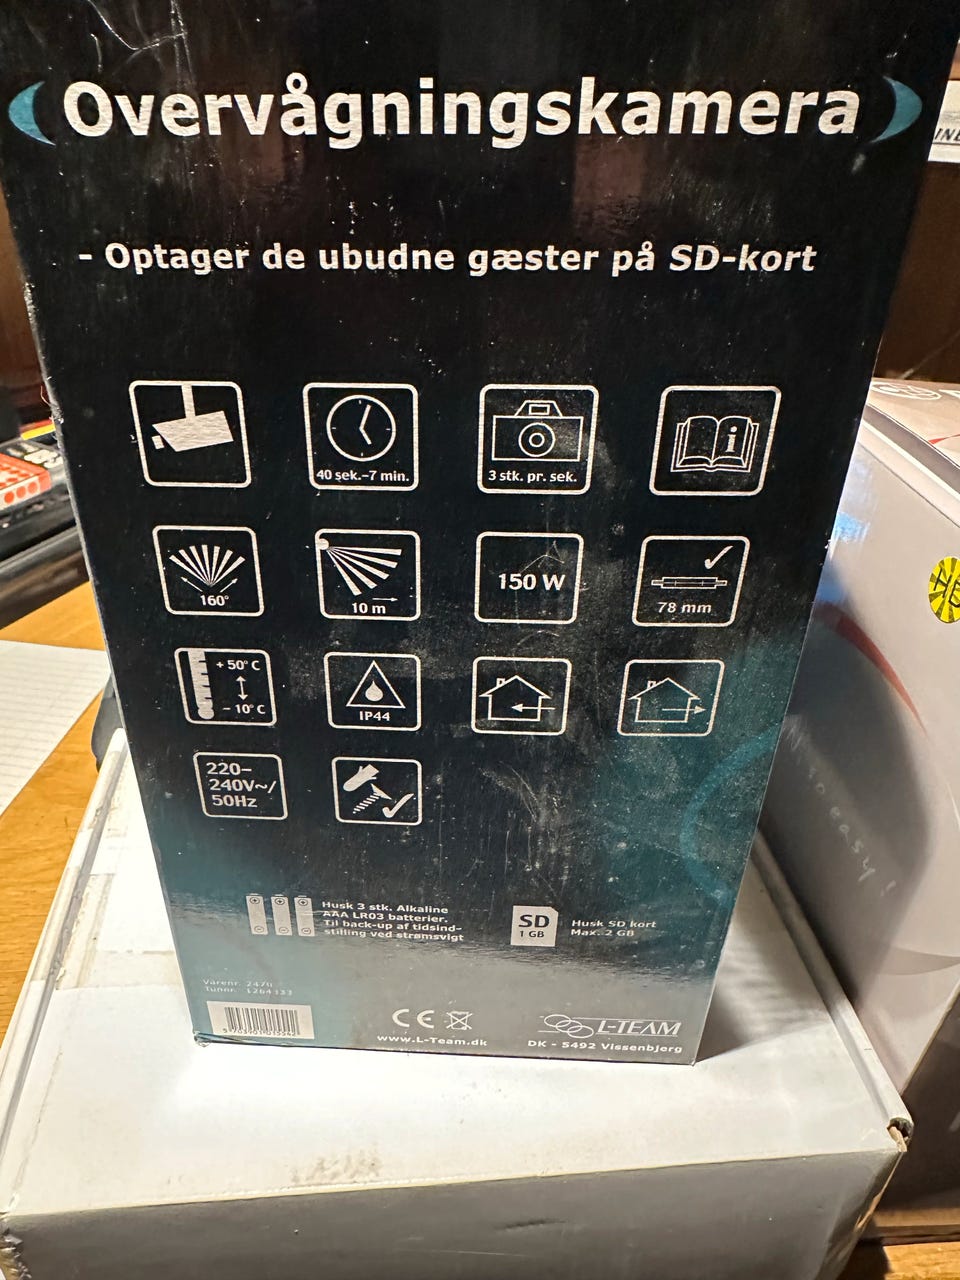 Overvågningskamera
- Optager de ubudne gæster på SD-kort
40 sek.-7 min.
3 stk. pr. sek.
i
160°
10 m
150 W
78 mm
+ 50° C
- 10° C
IP44
220-
240V~/
50Hz
Husk 3 stk. Alkaline
AAA LR03 batterier.
Til back-up af tidsind-
stilling ved strømsvigt
SD
1 GB
Husk SD kort
Max. 2 GB
Varenr. 2470
Tunnr. 1264133
CE
www.L-Team.dk
L-TEAM
DK - 5492 Vissenbjerg